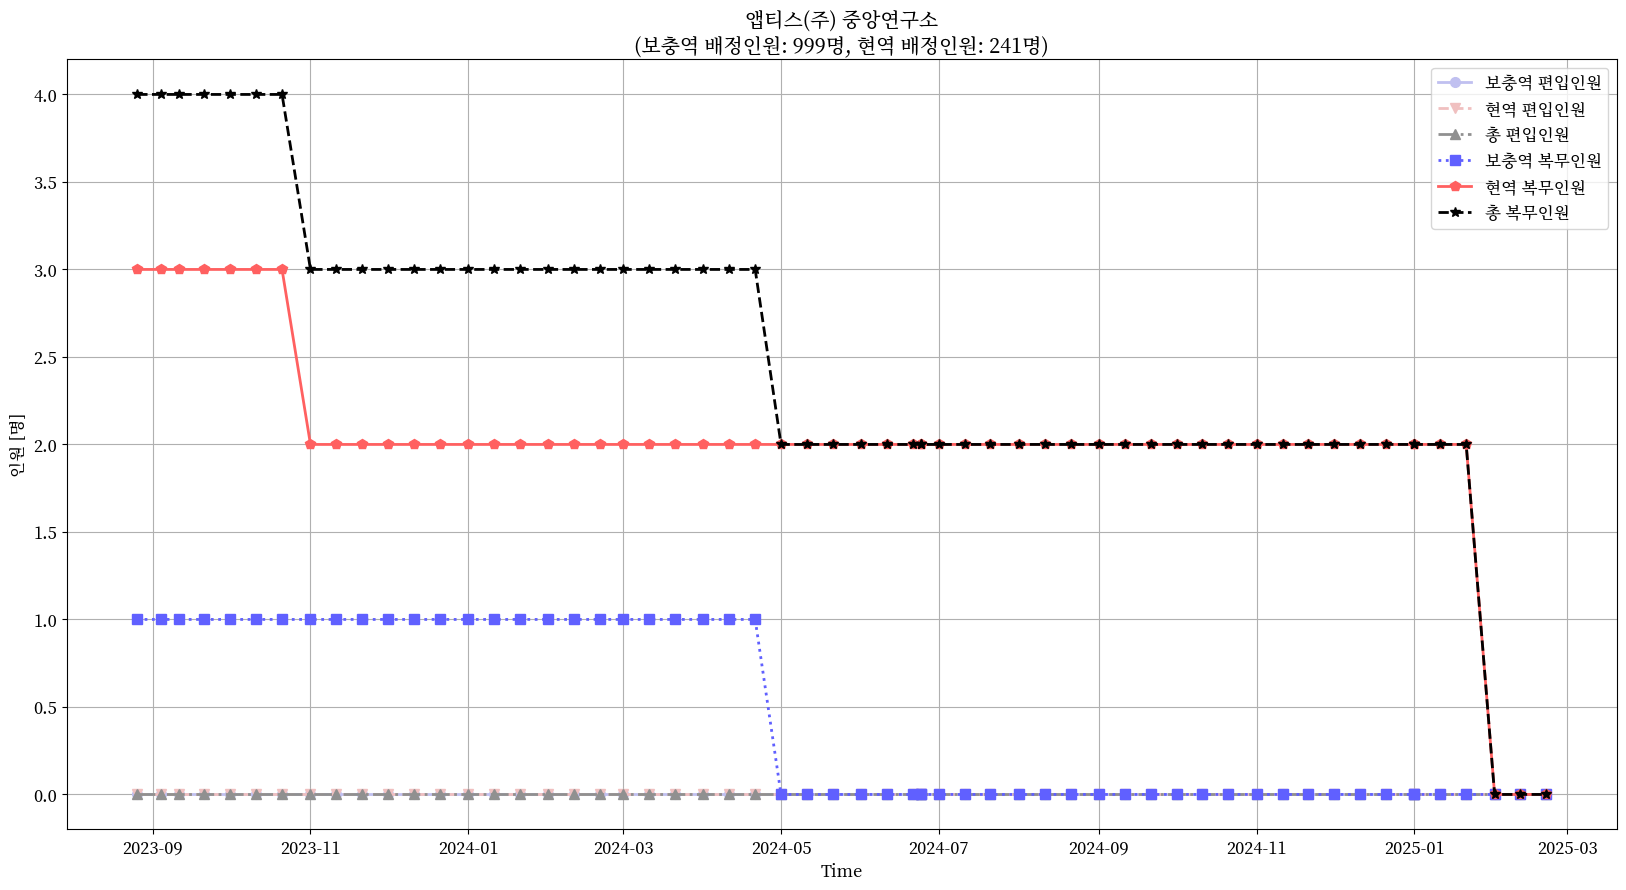 앱티스(주) 중앙연구소
(보충역 배정인원: 999명, 현역 배정인원: 241명)
보충역 편입인원
현역 편입인원
총 편입인원
보충역 복무인원
현역 복무인원
총 복무인원
인원 [명]
4.0
3.5
3.0
2.5
2.0
1.5
1.0
0.5
0.0
2023-09
2023-11
2024-01
2024-03
2024-05
2024-07
2024-09
2024-11
2025-01
2025-03
Time